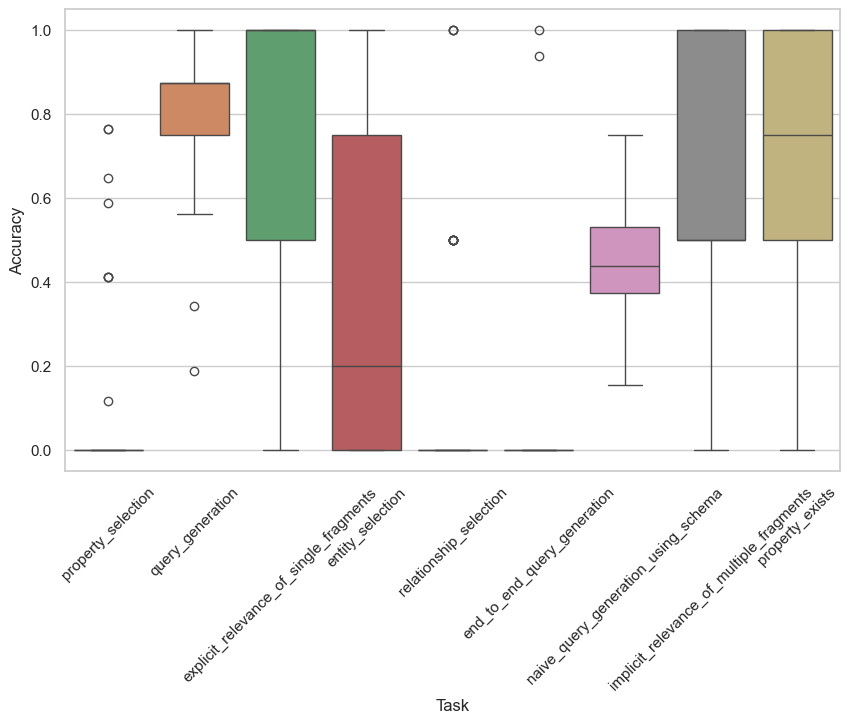 1.0
0.8
0.6
0.4
0.2
0.0
Accuracy
property_selection
query_generation
explicit_relevance_of_single_fragments
entity_selection
relationship_selection
end_to_end_query_generation
naive_query_generation_using_schema
implicit_relevance_of_multiple_fragments
property_exists
Task